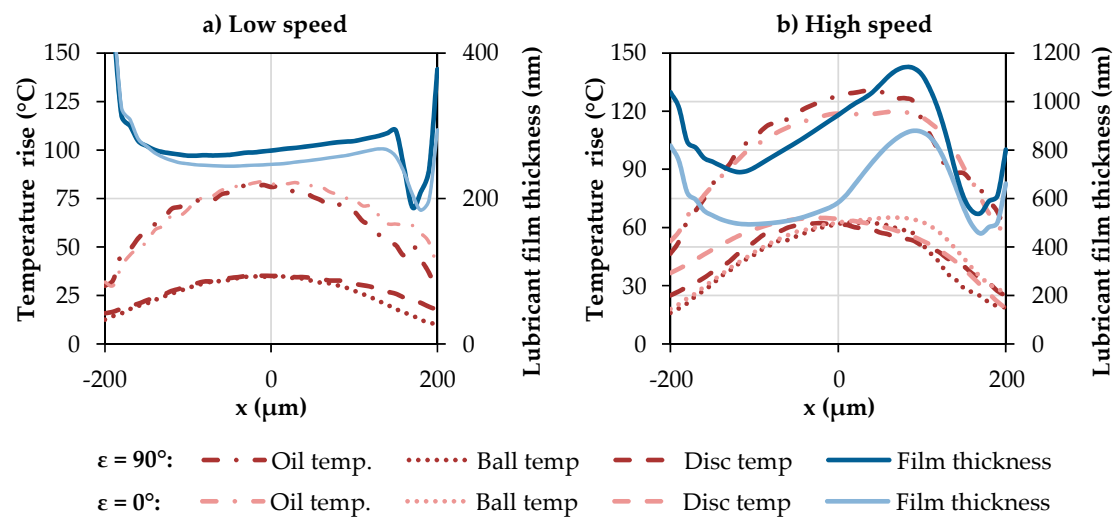 a) Low speed
b) High speed
Temperature rise (°C)
150
125
100
75
50
25
0
400
200
0
Lubricant film thickness (nm)
-200
0
200
x (µm)
Temperature rise (°C)
150
120
90
60
30
0
1200
1000
800
600
400
200
0
Lubricant film thickness (nm)
-200
0
200
x (µm)
ε = 90°: Oil temp. Ball temp Disc temp Film thickness
ε = 0°: Oil temp. Ball temp Disc temp Film thickness